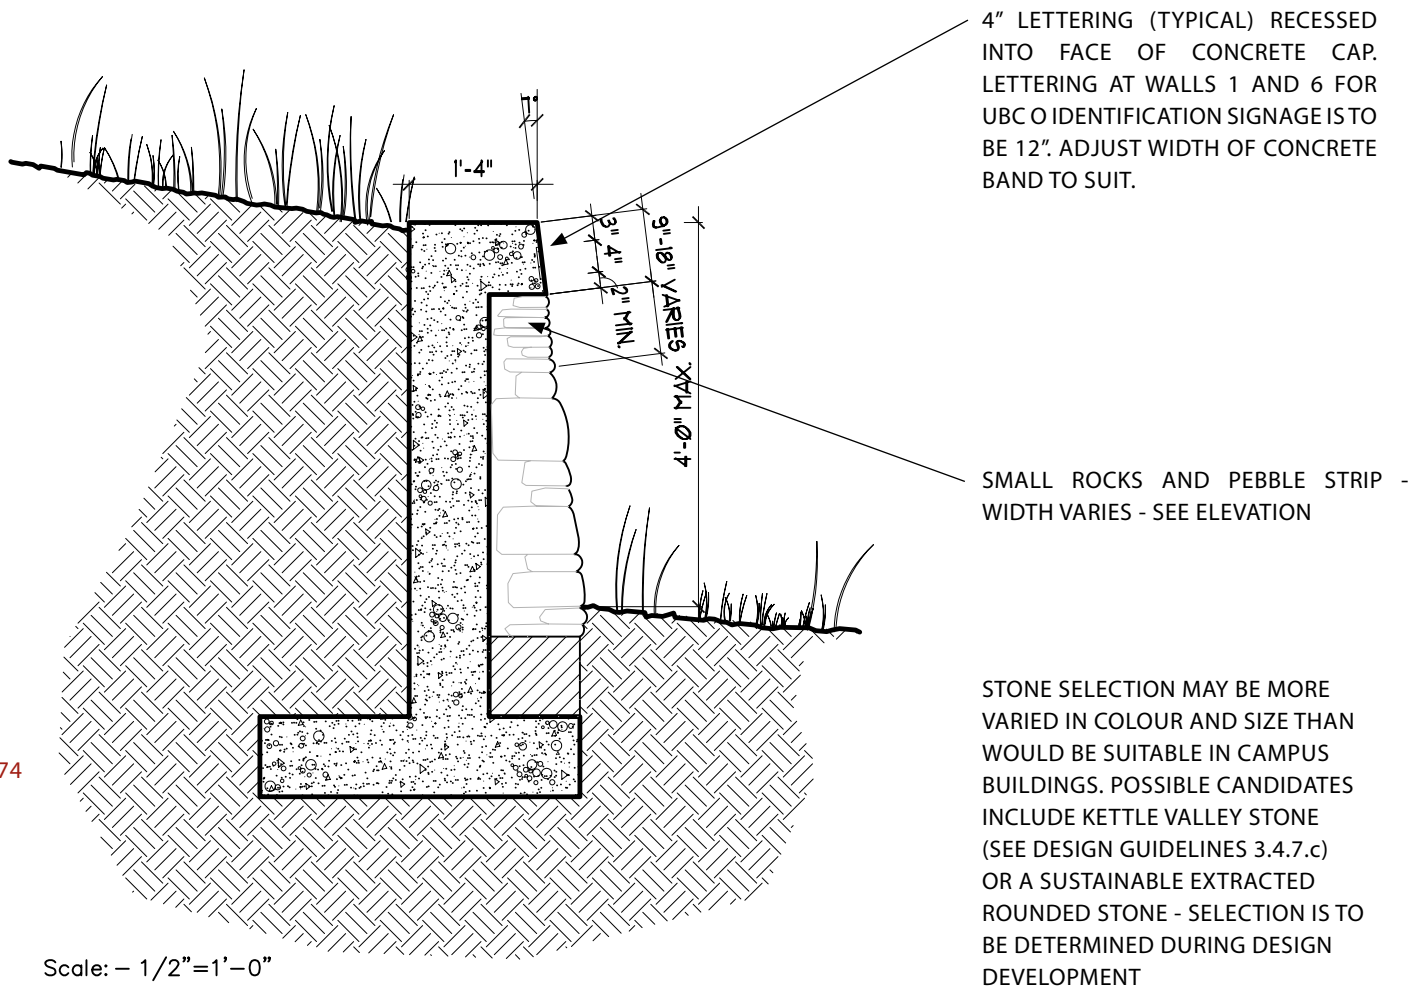 4” LETTERING (TYPICAL) RECESSED
INTO FACE OF CONCRETE CAP.
LETTERING AT WALLS 1 AND 6 FOR
UBC O IDENTIFICATION SIGNAGE IS TO
BE 12”. ADJUST WIDTH OF CONCRETE
BAND TO SUIT.
1"
1'-4"
3"
4"
2" MIN.
9"-18" VARIES
4'-0" MAX.
SMALL ROCKS AND PEBBLE STRIP -
WIDTH VARIES - SEE ELEVATION
STONE SELECTION MAY BE MORE
VARIED IN COLOUR AND SIZE THAN
WOULD BE SUITABLE IN CAMPUS
BUILDINGS. POSSIBLE CANDIDATES
INCLUDE KETTLE VALLEY STONE
(SEE DESIGN GUIDELINES 3.4.7.c)
OR A SUSTAINABLE EXTRACTED
ROUNDED STONE - SELECTION IS TO
BE DETERMINED DURING DESIGN
DEVELOPMENT
74
Scale: – 1/2”=1’–0”